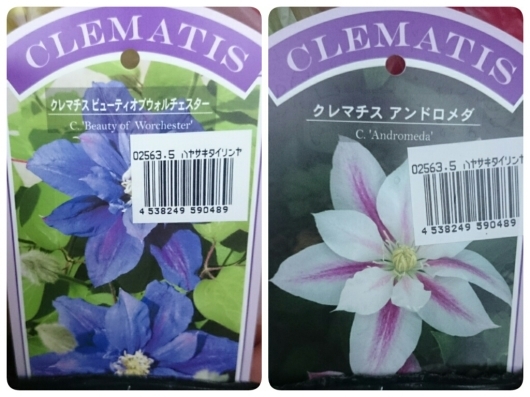 CLEMATIS
クレマチス ビューティオブウォルチェスター
C. 'Beauty of Worchester'
02563.5 ハヤサキタイリンヤ
4 538249 590489
CLEMATIS
クレマチス アンドロメダ
C. 'Andromeda'
02563.5 ハヤサキタイリンヤ
4 538249 590489